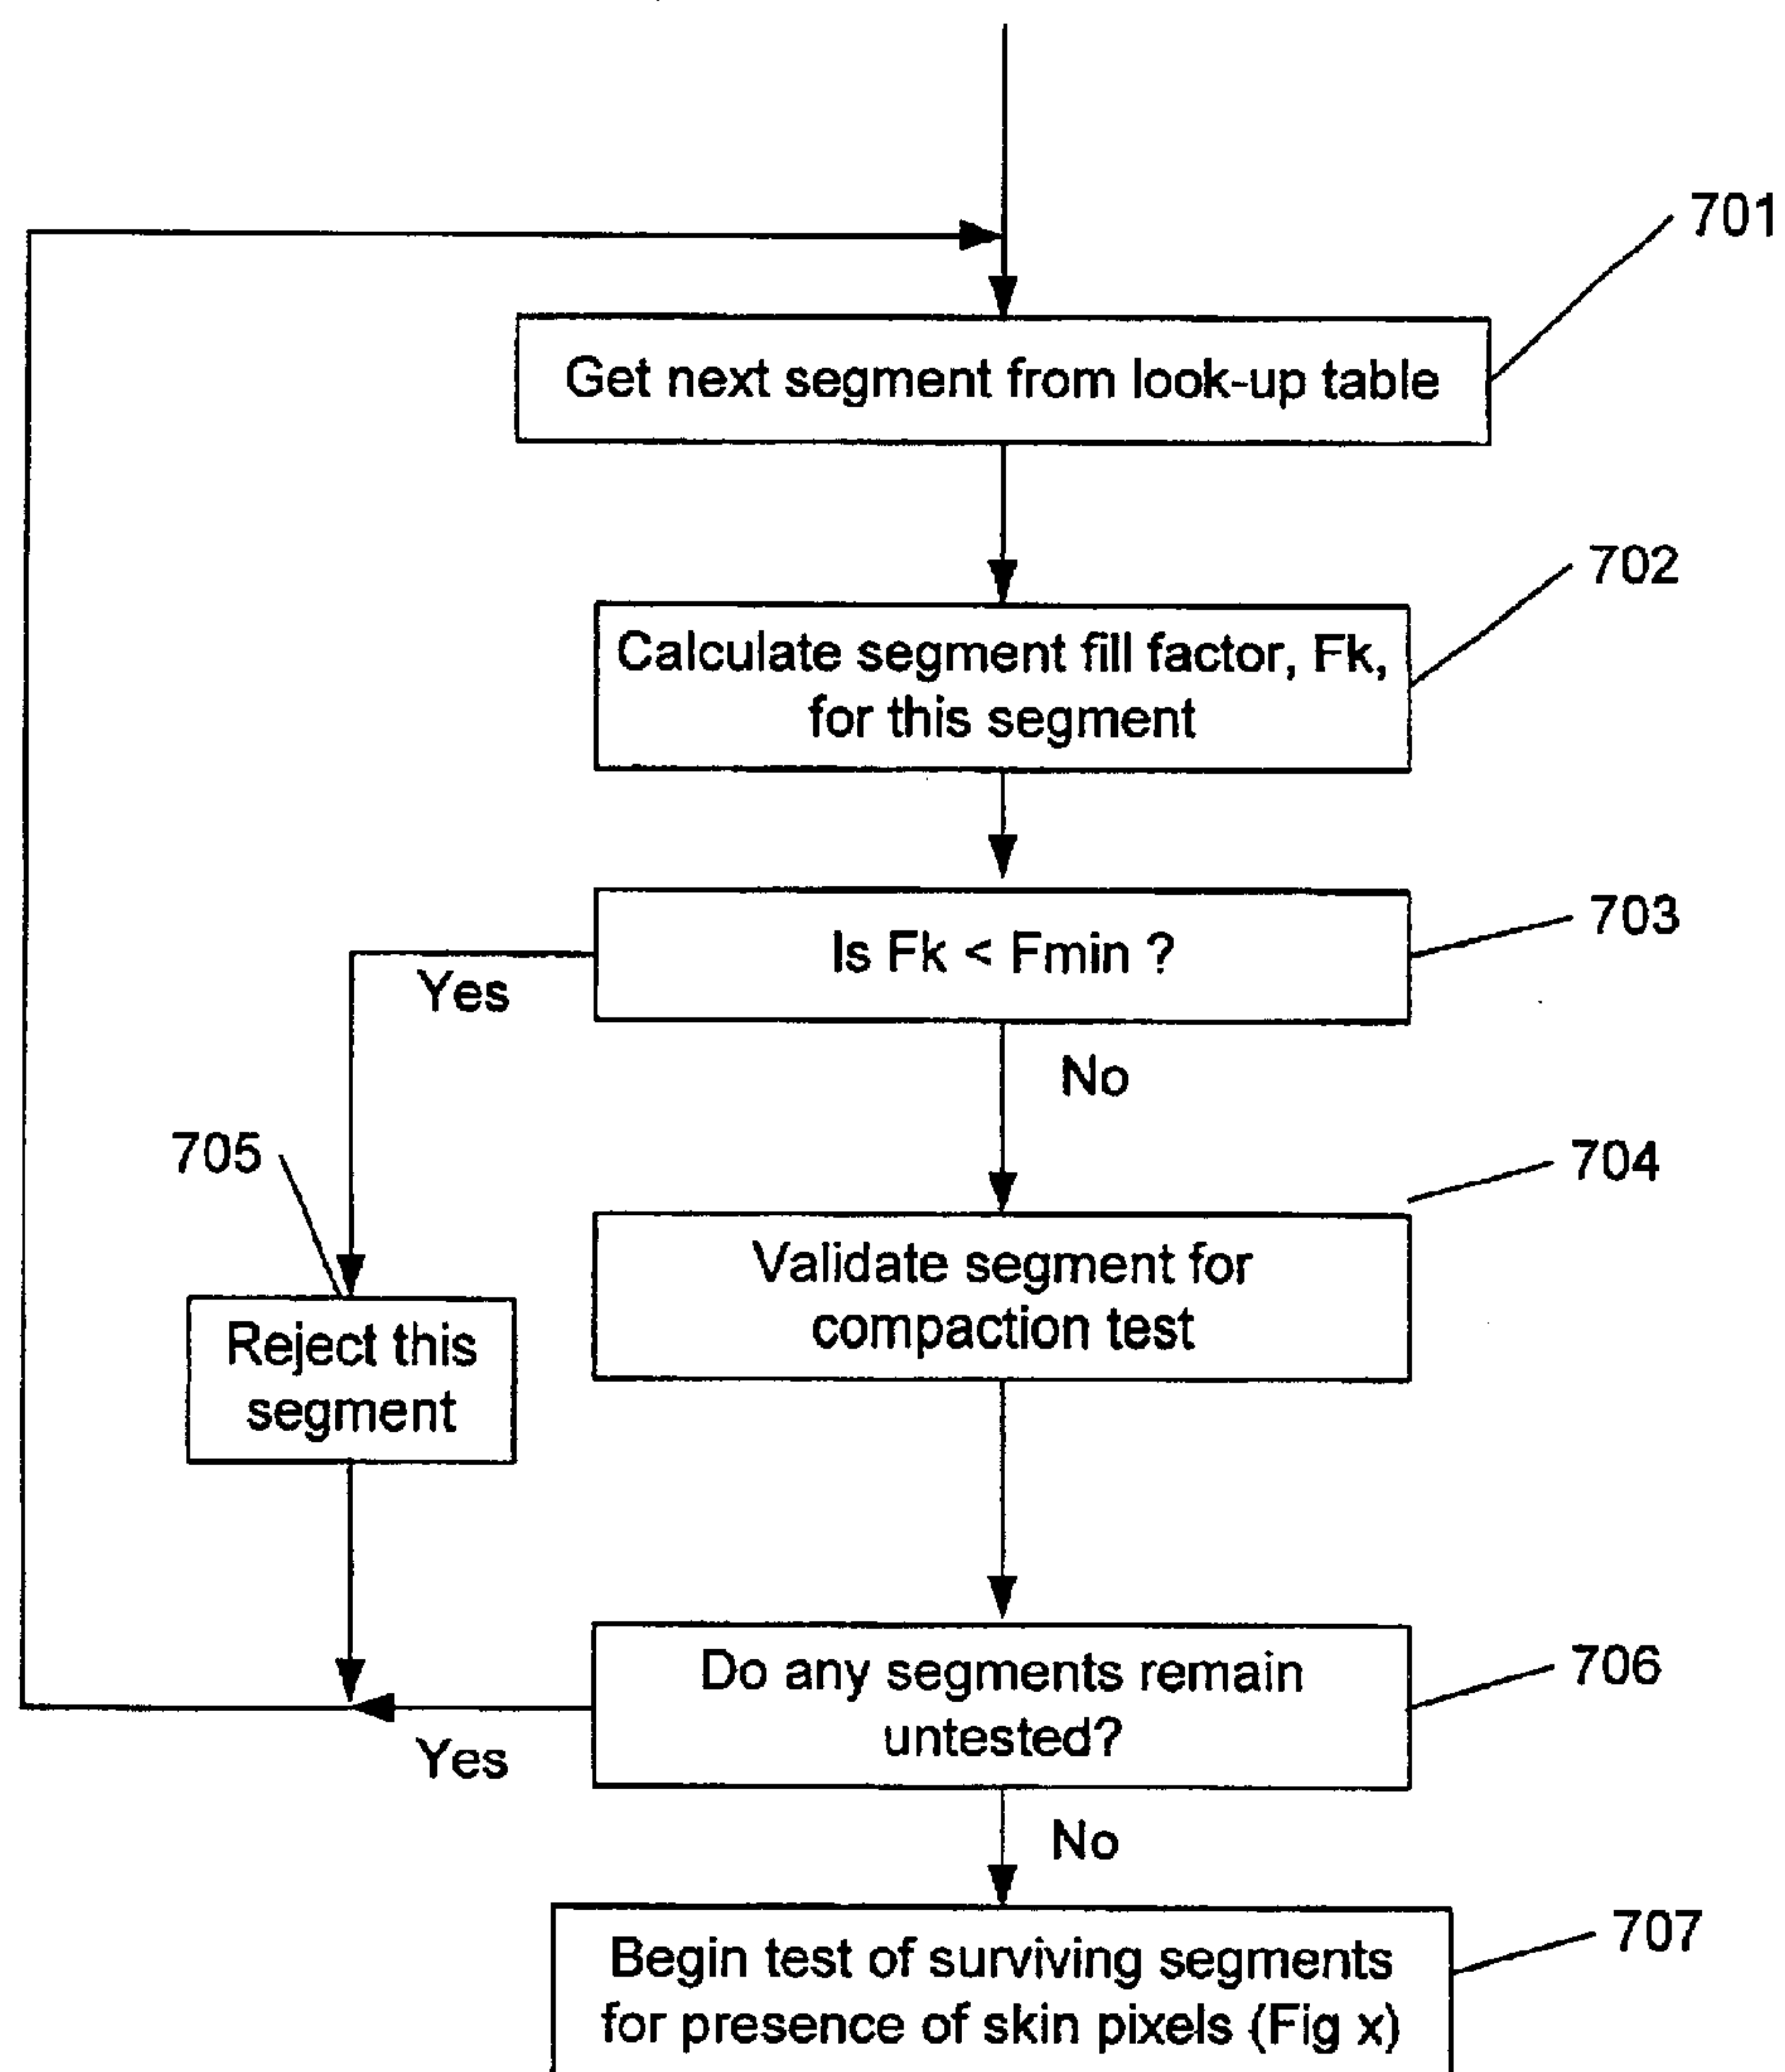 701
Get next segment from look-up table
702
Calculate segment fill factor, Fk,
for this segment
703
Is Fk < Fmin ?
Yes
No
705
704
Validate segment for
compaction test
Reject this
segment
706
Do any segments remain
untested?
Yes
No
707
Begin test of surviving segments
for presence of skin pixels (Fig x)